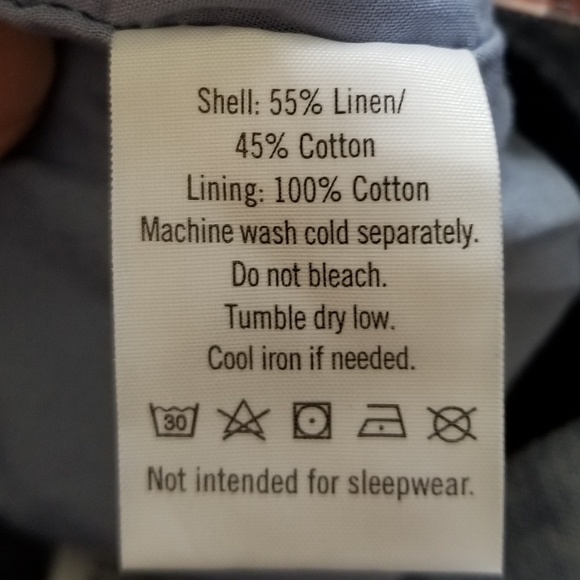 Shell: 55% Linen/
45% Cotton
Lining: 100% Cotton
Machine wash cold separately.
Do not bleach.
Tumble dry low.
Cool iron if needed.
30
Not intended for sleepwear.